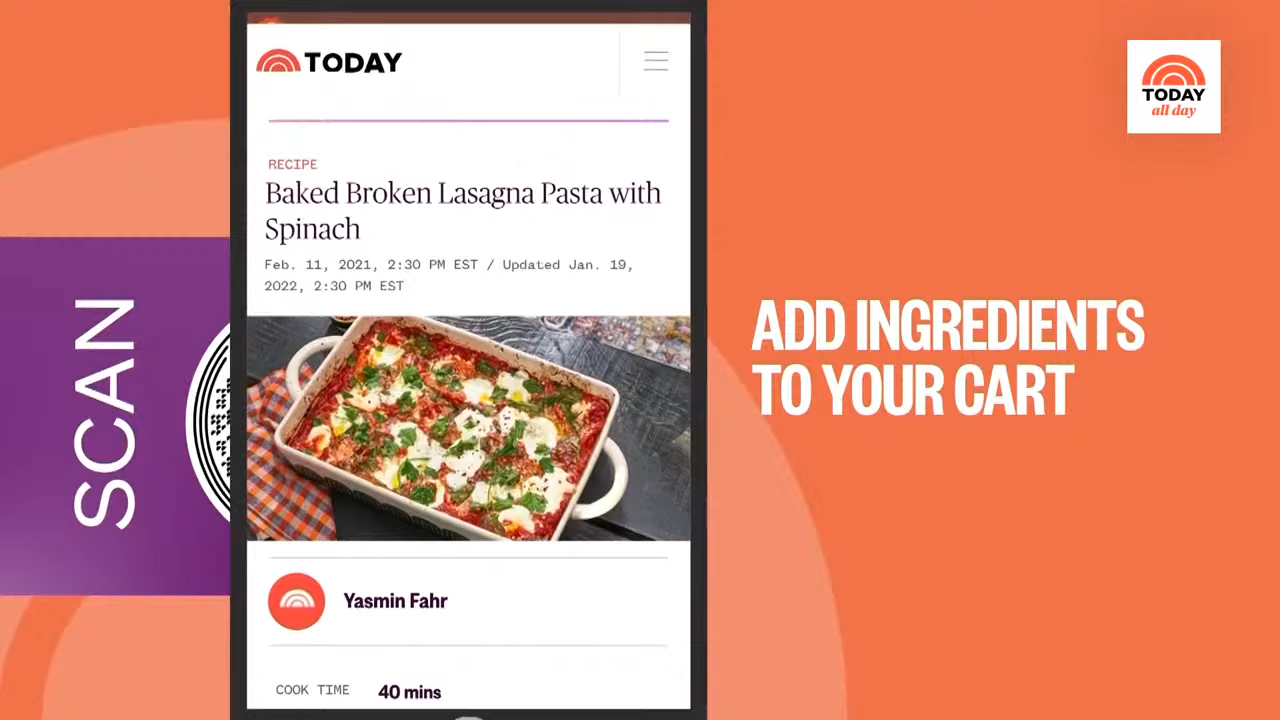 SCAN
TODAY
RECIPE
Baked Broken Lasagna Pasta with
Spinach
Feb. 11, 2021, 2:30 PM EST / Updated Jan. 19,
2022, 2:30 PM EST
Yasmin Fahr
COOK TIME 40 mins
ADD INGREDIENTS
TO YOUR CART
TODAY
all day